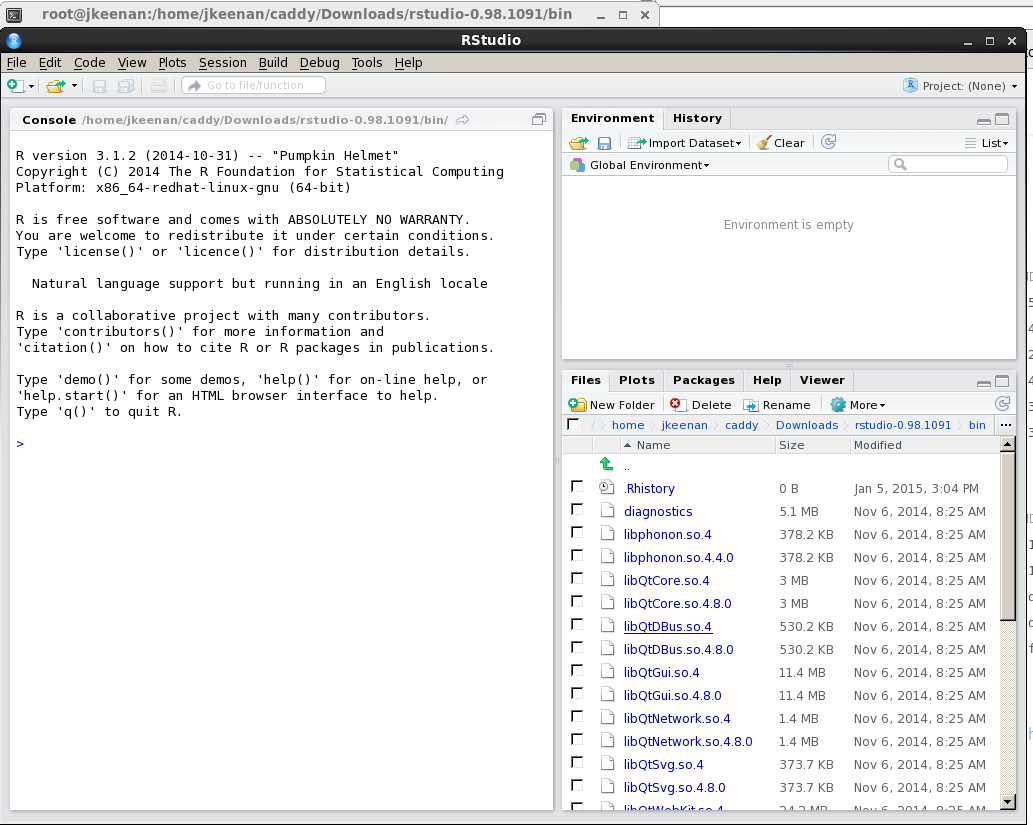 root@jkeenan:/home/jkeenan/caddy/Downloads/rstudio-0.98.1091/bin
RStudio
File Edit Code View Plots Session Build Debug Tools Help
Go to file/function
Project: (None)
Console /home/jkeenan/caddy/Downloads/rstudio-0.98.1091/bin/
R version 3.1.2 (2014-10-31) -- "Pumpkin Helmet"
Copyright (C) 2014 The R Foundation for Statistical Computing
Platform: x86_64-redhat-linux-gnu (64-bit)
R is free software and comes with ABSOLUTELY NO WARRANTY.
You are welcome to redistribute it under certain conditions.
Type 'license()' or 'licence()' for distribution details.
Natural language support but running in an English locale
R is a collaborative project with many contributors.
Type 'contributors()' for more information and
'citation()' on how to cite R or R packages in publications.
Type 'demo()' for some demos, 'help()' for on-line help, or
'help.start()' for an HTML browser interface to help.
Type 'q()' to quit R.
>
Environment History
Import Dataset Clear List
Global Environment
Environment is empty
Files Plots Packages Help Viewer
New Folder Delete Rename More
/ home jkeenan caddy Downloads rstudio-0.98.1091 bin ...
Name Size Modified
..
.Rhistory 0 B Jan 5, 2015, 3:04 PM
diagnostics 5.1 MB Nov 6, 2014, 8:25 AM
libphonon.so.4 378.2 KB Nov 6, 2014, 8:25 AM
libphonon.so.4.4.0 378.2 KB Nov 6, 2014, 8:25 AM
libQtCore.so.4 3 MB Nov 6, 2014, 8:25 AM
libQtCore.so.4.8.0 3 MB Nov 6, 2014, 8:25 AM
libQtDBus.so.4 530.2 KB Nov 6, 2014, 8:25 AM
libQtDBus.so.4.8.0 530.2 KB Nov 6, 2014, 8:25 AM
libQtGui.so.4 11.4 MB Nov 6, 2014, 8:25 AM
libQtGui.so.4.8.0 11.4 MB Nov 6, 2014, 8:25 AM
libQtNetwork.so.4 1.4 MB Nov 6, 2014, 8:25 AM
libQtNetwork.so.4.8.0 1.4 MB Nov 6, 2014, 8:25 AM
libQtSvg.so.4 373.7 KB Nov 6, 2014, 8:25 AM
libQtSvg.so.4.8.0 373.7 KB Nov 6, 2014, 8:25 AM
libQtWebKit.so.4 24.2 MB Nov 6, 2014, 8:25 AM